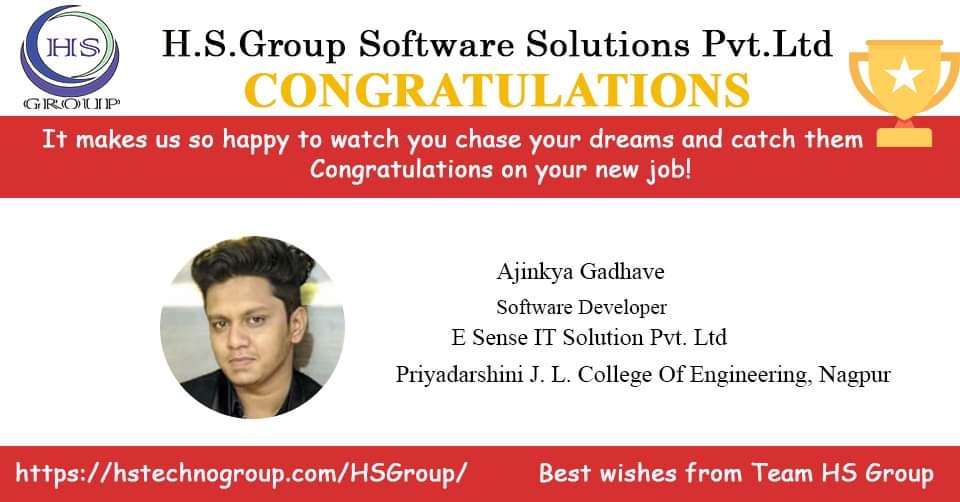 HS
GROUP
H.S.Group Software Solutions Pvt.Ltd
CONGRATULATIONS
It makes us so happy to watch you chase your dreams and catch them
Congratulations on your new job!
Ajinkya Gadhave
Software Developer
E Sense IT Solution Pvt. Ltd
Priyadarshini J. L. College Of Engineering, Nagpur
https://hstechnogroup.com/HSGroup/ Best wishes from Team HS Group